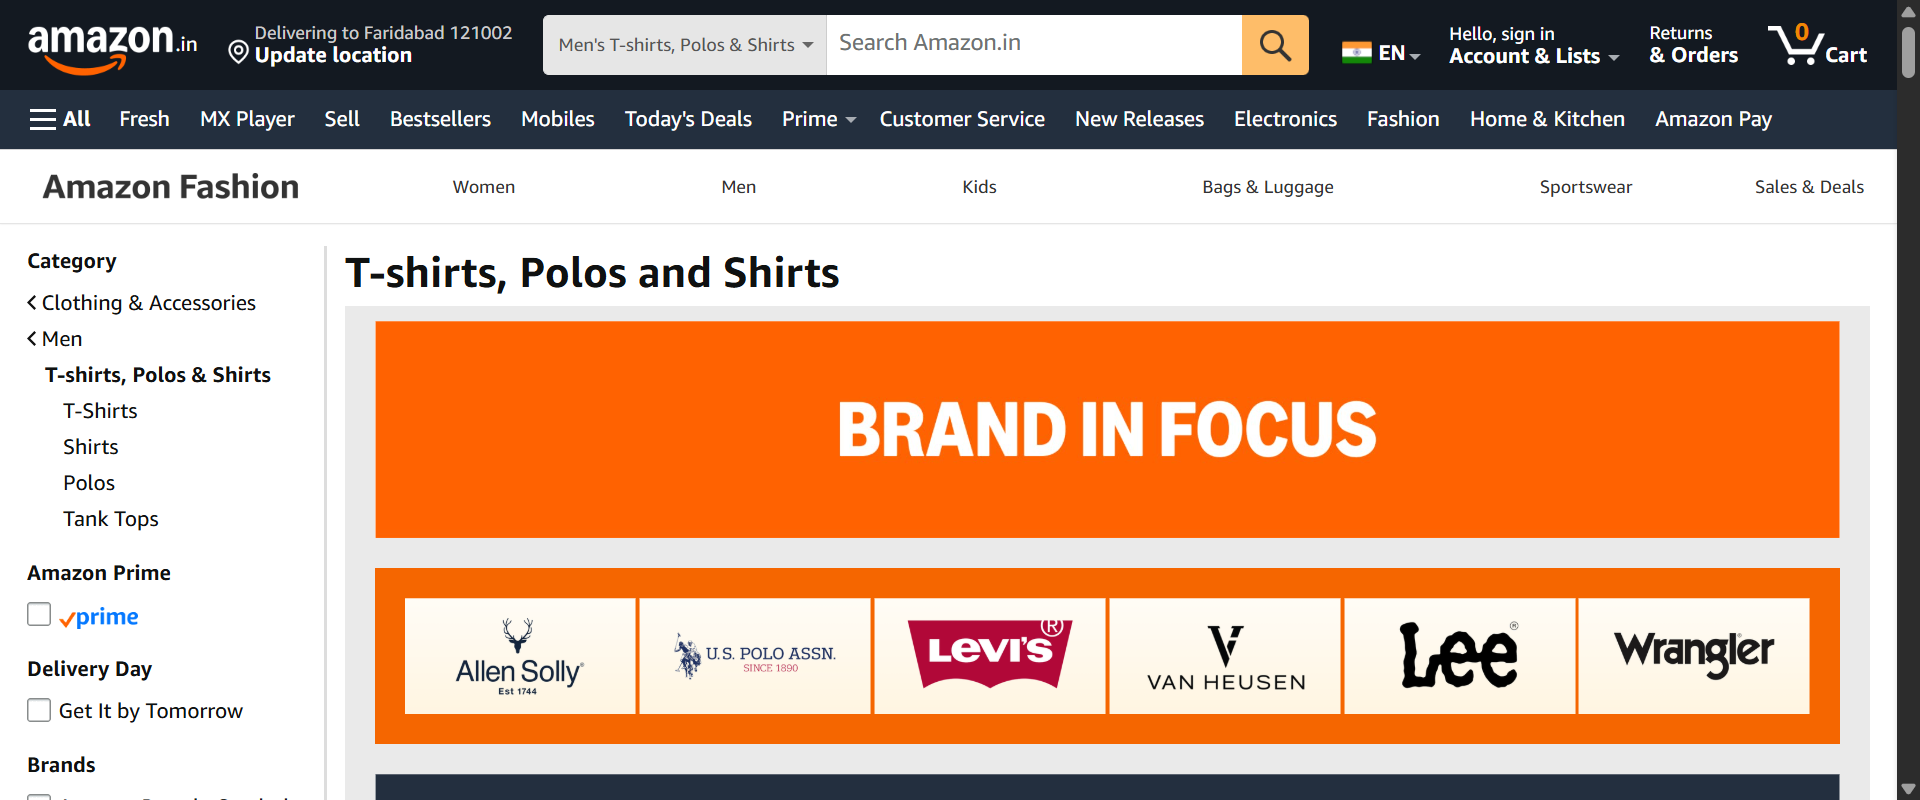 amazon.in
Delivering to Faridabad 121002
Update location
Men's T-shirts, Polos & Shirts
Search Amazon.in
EN
Hello, sign in
Account & Lists
Returns
& Orders
0
Cart
All Fresh MX Player Sell Bestsellers Mobiles Today's Deals Prime Customer Service New Releases Electronics Fashion Home & Kitchen Amazon Pay
Amazon Fashion Women Men Kids Bags & Luggage Sportswear Sales & Deals
Category
Clothing & Accessories
Men
T-shirts, Polos & Shirts
T-Shirts
Shirts
Polos
Tank Tops
Amazon Prime
prime
Delivery Day
Get It by Tomorrow
Brands
T-shirts, Polos and Shirts
BRAND IN FOCUS
Allen Solly®
Est 1744
U.S. POLO ASSN.
SINCE 1890
LEVI'S®
VAN HEUSEN
Lee®
Wrangler